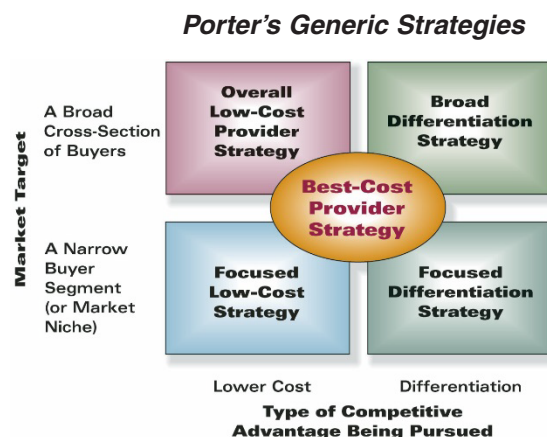 Porter's Generic Strategies
Market Target
A Broad
Cross-Section
of Buyers
Overall
Low-Cost
Provider
Strategy
Broad
Differentiation
Strategy
Best-Cost
Provider
Strategy
A Narrow
Buyer
Segment
(or Market
Niche)
Focused
Low-Cost
Strategy
Focused
Differentiation
Strategy
Lower Cost
Differentiation
Type of Competitive
Advantage Being Pursued